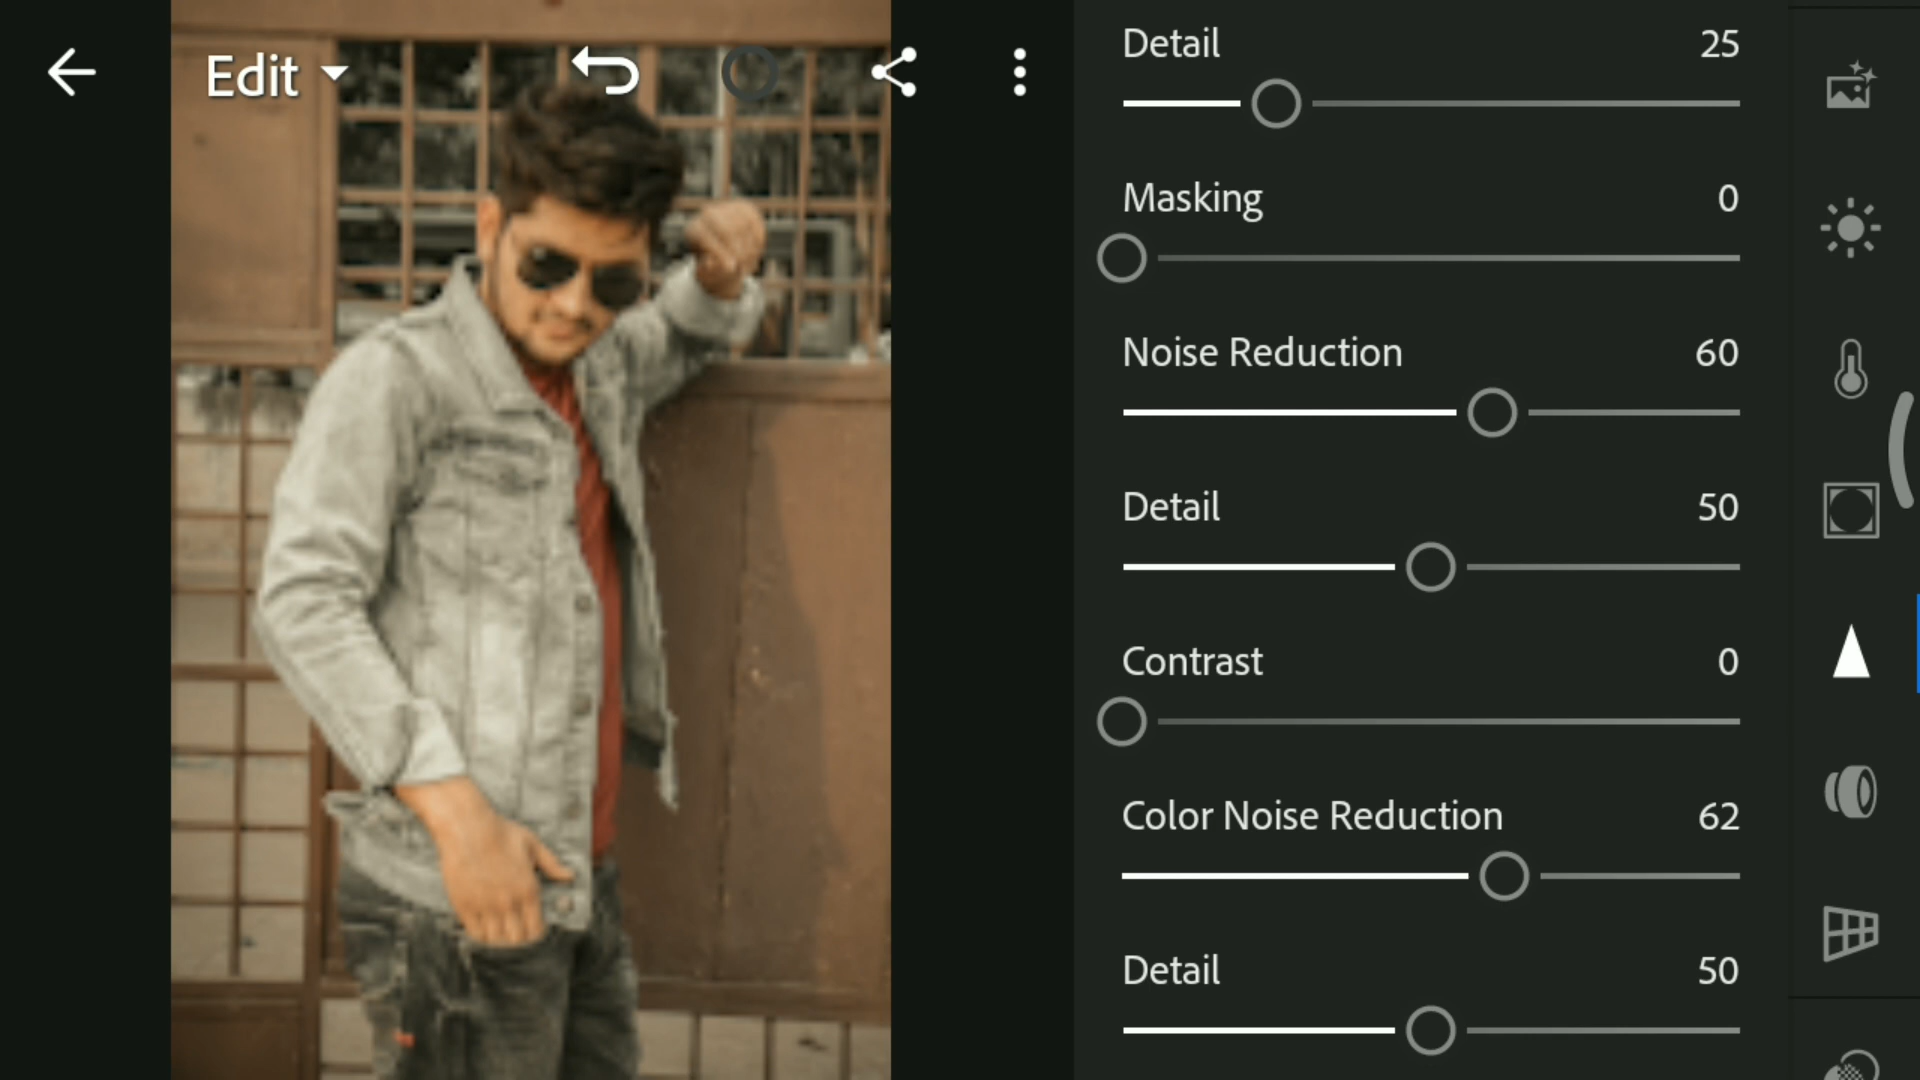 Edit
Detail 25
Masking 0
Noise Reduction 60
Detail 50
Contrast 0
Color Noise Reduction 62
Detail 50